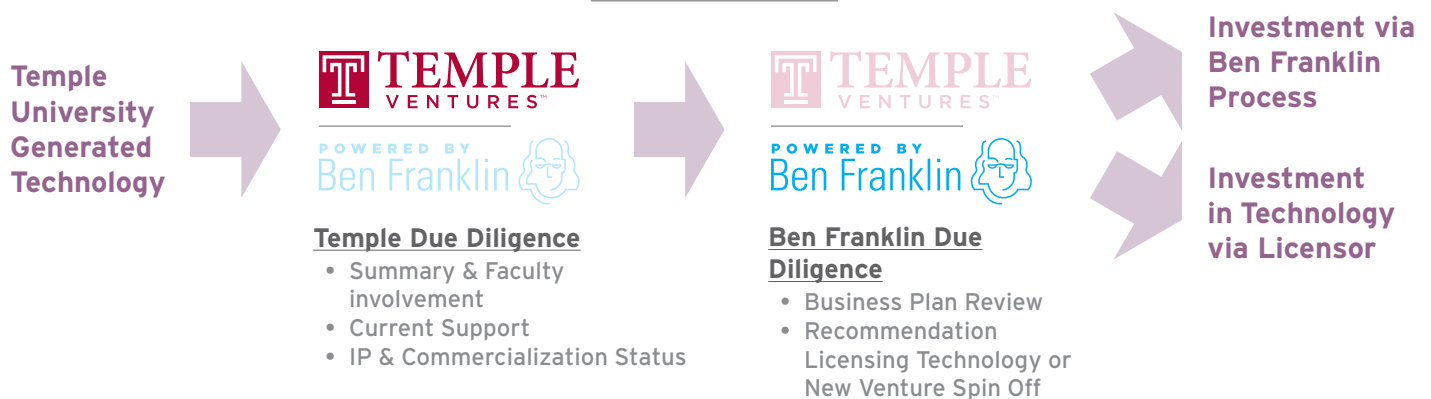 Temple
University
Generated
Technology
TEMPLE
VENTURES™
POWERED BY
Ben Franklin
Temple Due Diligence
• Summary & Faculty
involvement
• Current Support
• IP & Commercialization Status
TEMPLE
VENTURES™
POWERED BY
Ben Franklin
Ben Franklin Due
Diligence
• Business Plan Review
• Recommendation
Licensing Technology or
New Venture Spin Off
Investment via
Ben Franklin
Process
Investment
in Technology
via Licensor